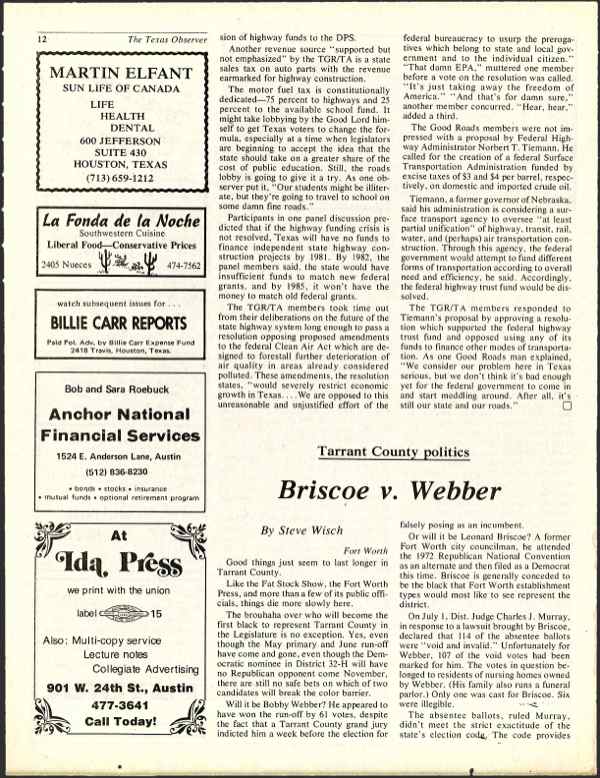 12
The Texas Observer
MARTIN ELFANT
SUN LIFE OF CANADA
LIFE
HEALTH
DENTAL
600 JEFFERSON
SUITE 430
HOUSTON, TEXAS
(713) 659-1212
La Fonda de la Noche
Southwestern Cuisine
Liberal Food—Conservative Prices
2405 Nueces
474-7562
watch subsequent issues for . . .
BILLIE CARR REPORTS
Paid Pol. Adv. by Billie Carr Expense Fund
2418 Travis, Houston, Texas.
Bob and Sara Roebuck
Anchor National
Financial Services
1524 E. Anderson Lane, Austin
(512) 836-8230
• bonds • stocks • insurance
• mutual funds • optional retirement program
At
Ida Press
we print with the union
label 15
Also: Multi-copy service
Lecture notes
Collegiate Advertising
901 W. 24th St., Austin
477-3641
Call Today!
sion of highway funds to the DPS.
Another revenue source "supported but
not emphasized" by the TGR/TA is a state
sales tax on auto parts with the revenue
earmarked for highway construction.
The motor fuel tax is constitutionally
dedicated—75 percent to highways and 25
percent to the available school fund. It
might take lobbying by the Good Lord him-
self to get Texas voters to change the for-
mula, especially at a time when legislators
are beginning to accept the idea that the
state should take on a greater share of the
cost of public education. Still, the roads
lobby is going to give it a try. As one ob-
server put it, "Our students might be illiter-
ate, but they're going to travel to school on
some damn fine roads."
Participants in one panel discussion pre-
dicted that if the highway funding crisis is
not resolved, Texas will have no funds to
finance independent state highway con-
struction projects by 1981. By 1982, the
panel members said, the state would have
insufficient funds to match new federal
grants, and by 1985, it won't have the
money to match old federal grants.
The TGR/TA members took time out
from their deliberations on the future of the
state highway system long enough to pass a
resolution opposing proposed amendments
to the federal Clean Air Act which are de-
signed to forestall further deterioration of
air quality in areas already considered
polluted. These amendments, the resolution
states, "would severely restrict economic
growth in Texas. . . . We are opposed to this
unreasonable and unjustified effort of the
federal bureaucracy to usurp the preroga-
tives which belong to state and local gov-
ernment and to the individual citizen."
"That damn EPA," muttered one member
before a vote on the resolution was called.
"It's just taking away the freedom of
America." "And that's for damn sure,"
another member concurred. "Hear, hear,"
added a third.
The Good Roads members were not im-
pressed with a proposal by Federal High-
way Administrator Norbert T. Tiemann. He
called for the creation of a federal Surface
Transportation Administration funded by
excise taxes of $3 and $4 per barrel, respec-
tively, on domestic and imported crude oil.
Tiemann, a former governor of Nebraska,
said his administration is considering a sur-
face transport agency to oversee "at least
partial unification" of highway, transit, rail,
water, and (perhaps) air transportation con-
struction. Through this agency, the federal
government would attempt to fund different
forms of transportation according to overall
need and efficiency, he said. Accordingly,
the federal highway trust fund would be dis-
solved.
The TGR/TA members responded to
Tiemann's proposal by approving a resolu-
tion which supported the federal highway
trust fund and opposed using any of its
funds to finance other modes of transporta-
tion. As one Good Roads man explained,
"We consider our problem here in Texas
serious, but we don't think it's bad enough
yet for the federal government to come in
and start meddling around. After all, it's
still our state and our roads."
Tarrant County politics
Briscoe v. Webber
By Steve Wisch
Fort Worth
Good things just seem to last longer in
Tarrant County.
Like the Fat Stock Show, the Fort Worth
Press, and more than a few of its public offi-
cials, things die more slowly here.
The brouhaha over who will become the
first black to represent Tarrant County in
the Legislature is no exception. Yes, even
though the May primary and June run-off
have come and gone, even though the Dem-
ocratic nominee in District 32-H will have
no Republican opponent come November,
there are still no safe bets on which of two
candidates will break the color barrier.
Will it be Bobby Webber? He appeared to
have won the run-off by 61 votes, despite
the fact that a Tarrant County grand jury
indicted him a week before the election for
falsely posing as an incumbent.
Or will it be Leonard Briscoe? A former
Fort Worth city councilman, he attended
the 1972 Republican National Convention
as an alternate and then filed as a Democrat
this time. Briscoe is generally conceded to
be the black that Fort Worth establishment
types would most like to see represent the
district.
On July 1, Dist. Judge Charles J. Murray,
in response to a lawsuit brought by Briscoe,
declared that 114 of the absentee ballots
were "void and invalid." Unfortunately for
Webber, 107 of the void votes had been
marked for him. The votes in question be-
longed to residents of nursing homes owned
by Webber. (His family also runs a funeral
parlor.) Only one was cast for Briscoe. Six
were illegible.
The absentee ballots, ruled Murray,
didn't meet the strict exactitude of the
state's election code. The code provides